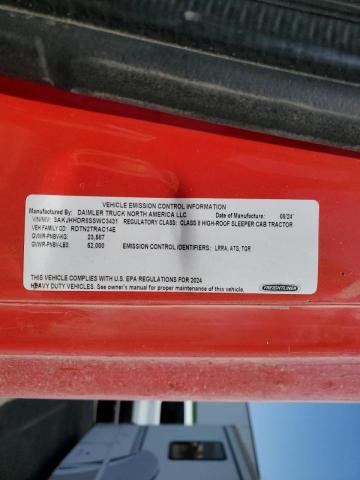 VEHICLE EMISSION CONTROL INFORMATION
Manufactured By: DAIMLER TRUCK NORTH AMERICA LLC Date of Manufacture: 08/24
VIN/NIV: 3AKJHHDR8SSWC3431 REGULATORY CLASS: CLASS 8 HIGH-ROOF SLEEPER CAB TRACTOR
VEH FAMILY CD: RDTN2TRAC14E
GVWR-PNBV-KG: 23,587
GVWR-PNBV-LBS: 52,000 EMISSION CONTROL IDENTIFIERS: LRRA, ATS, TGR
THIS VEHICLE COMPLIES WITH U.S. EPA REGULATIONS FOR 2024
HEAVY DUTY VEHICLES. See owner's manual for proper maintenance of this vehicle.
FREIGHTLINER